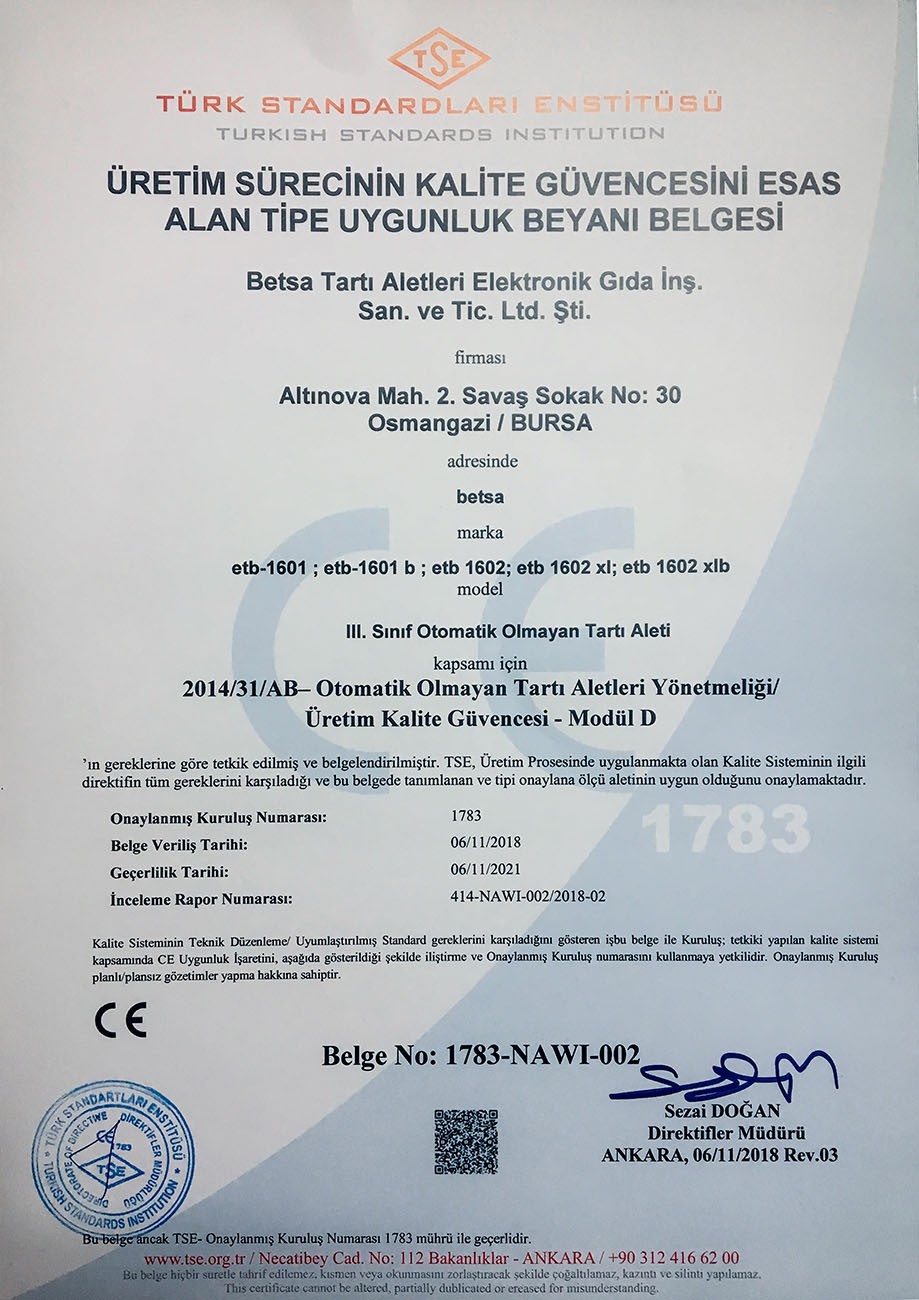 TSE
TÜRK STANDARDLARI ENSTİTÜSÜ
TURKISH STANDARDS INSTITUTION
ÜRETİM SÜRECİNİN KALİTE GÜVENCESİNİ ESAS
ALAN TİPE UYGUNLUK BEYANI BELGESİ
Betsa Tartı Aletleri Elektronik Gıda İnş.
San. ve Tic. Ltd. Şti.
firması
Altınova Mah. 2. Savaş Sokak No: 30
Osmangazi / BURSA
adresinde
betsa
marka
etb-1601 ; etb-1601 b ; etb 1602; etb 1602 xl; etb 1602 xlb
model
III. Sınıf Otomatik Olmayan Tartı Aleti
kapsamı için
2014/31/AB– Otomatik Olmayan Tartı Aletleri Yönetmeliği/
Üretim Kalite Güvencesi - Modül D
’ın gereklerine göre tetkik edilmiş ve belgelendirilmiştir. TSE, Üretim Prosesinde uygulanmakta olan Kalite Sisteminin ilgili
direktifin tüm gereklerini karşıladığı ve bu belgede tanımlanan ve tipi onaylana ölçü aletinin uygun olduğunu onaylamaktadır.
CE
1783
Onaylanmış Kuruluş Numarası: 1783
Belge Veriliş Tarihi: 06/11/2018
Geçerlilik Tarihi: 06/11/2021
İnceleme Rapor Numarası: 414-NAWI-002/2018-02
Kalite Sisteminin Teknik Düzenleme/ Uyumlaştırılmış Standard gereklerini karşıladığını gösteren işbu belge ile Kuruluş; tetkiki yapılan kalite sistemi
kapsamında CE Uygunluk İşaretini, aşağıda gösterildiği şekilde iliştirme ve Onaylanmış Kuruluş numarasını kullanmaya yetkilidir. Onaylanmış Kuruluş
planlı/plansız gözetimler yapma hakkına sahiptir.
CE
Belge No: 1783-NAWI-002
Sezai DOĞAN
Direktifler Müdürü
ANKARA, 06/11/2018 Rev.03
TÜRK STANDARTLARI ENSTİTÜSÜ
TURKISH STANDARDS INSTITUTION
DIRECTORATE OF DIRECTIVE
DİREKTİFLER MÜDÜRLÜĞÜ
CE
1783
TSE
Bu belge ancak TSE- Onaylanmış Kuruluş Numarası 1783 mührü ile geçerlidir.
www.tse.org.tr / Necatibey Cad. No: 112 Bakanlıklar - ANKARA / +90 312 416 62 00
Bu belge hiçbir suretle tahrif edilemez, kısmen veya okunmasını zorlaştıracak şekilde çoğaltılamaz, kazıntı ve silinti yapılamaz.
This certificate cannot be altered, partially dublicated or ereased for misunderstanding.